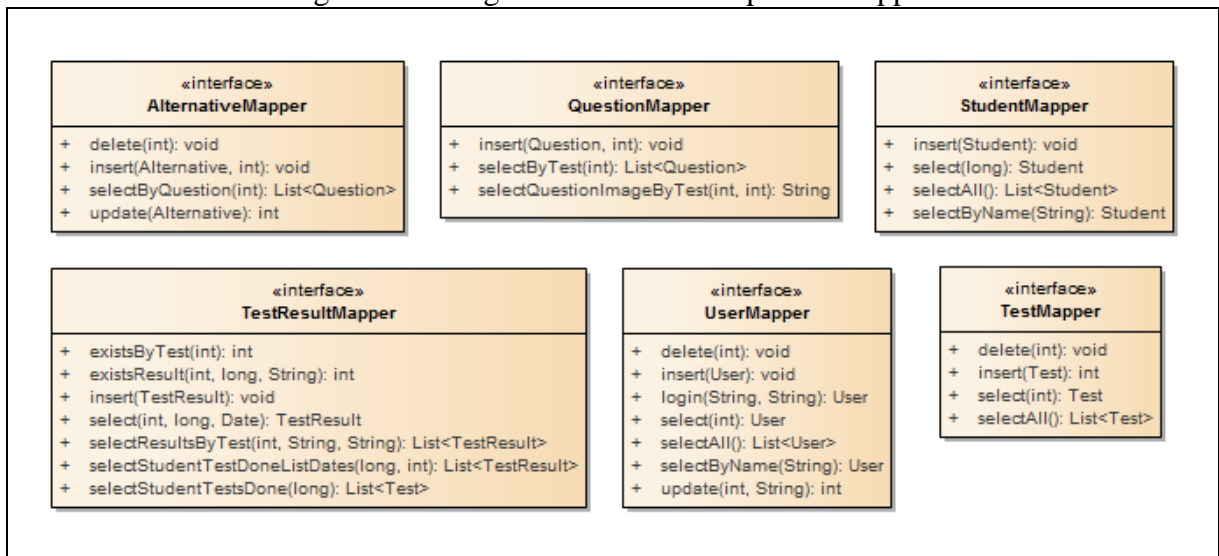 «interface»
AlternativeMapper
+ delete(int): void
+ insert(Alternative, int): void
+ selectByQuestion(int): List<Question>
+ update(Alternative): int
«interface»
QuestionMapper
+ insert(Question, int): void
+ selectByTest(int): List<Question>
+ selectQuestionImageByTest(int, int): String
«interface»
StudentMapper
+ insert(Student): void
+ select(long): Student
+ selectAll(): List<Student>
+ selectByName(String): Student
«interface»
TestResultMapper
+ existsByTest(int): int
+ existsResult(int, long, String): int
+ insert(TestResult): void
+ select(int, long, Date): TestResult
+ selectResultsByTest(int, String, String): List<TestResult>
+ selectStudentTestDoneListDates(long, int): List<TestResult>
+ selectStudentTestsDone(long): List<Test>
«interface»
UserMapper
+ delete(int): void
+ insert(User): void
+ login(String, String): User
+ select(int): User
+ selectAll(): List<User>
+ selectByName(String): User
+ update(int, String): int
«interface»
TestMapper
+ delete(int): void
+ insert(Test): int
+ select(int): Test
+ selectAll(): List<Test>